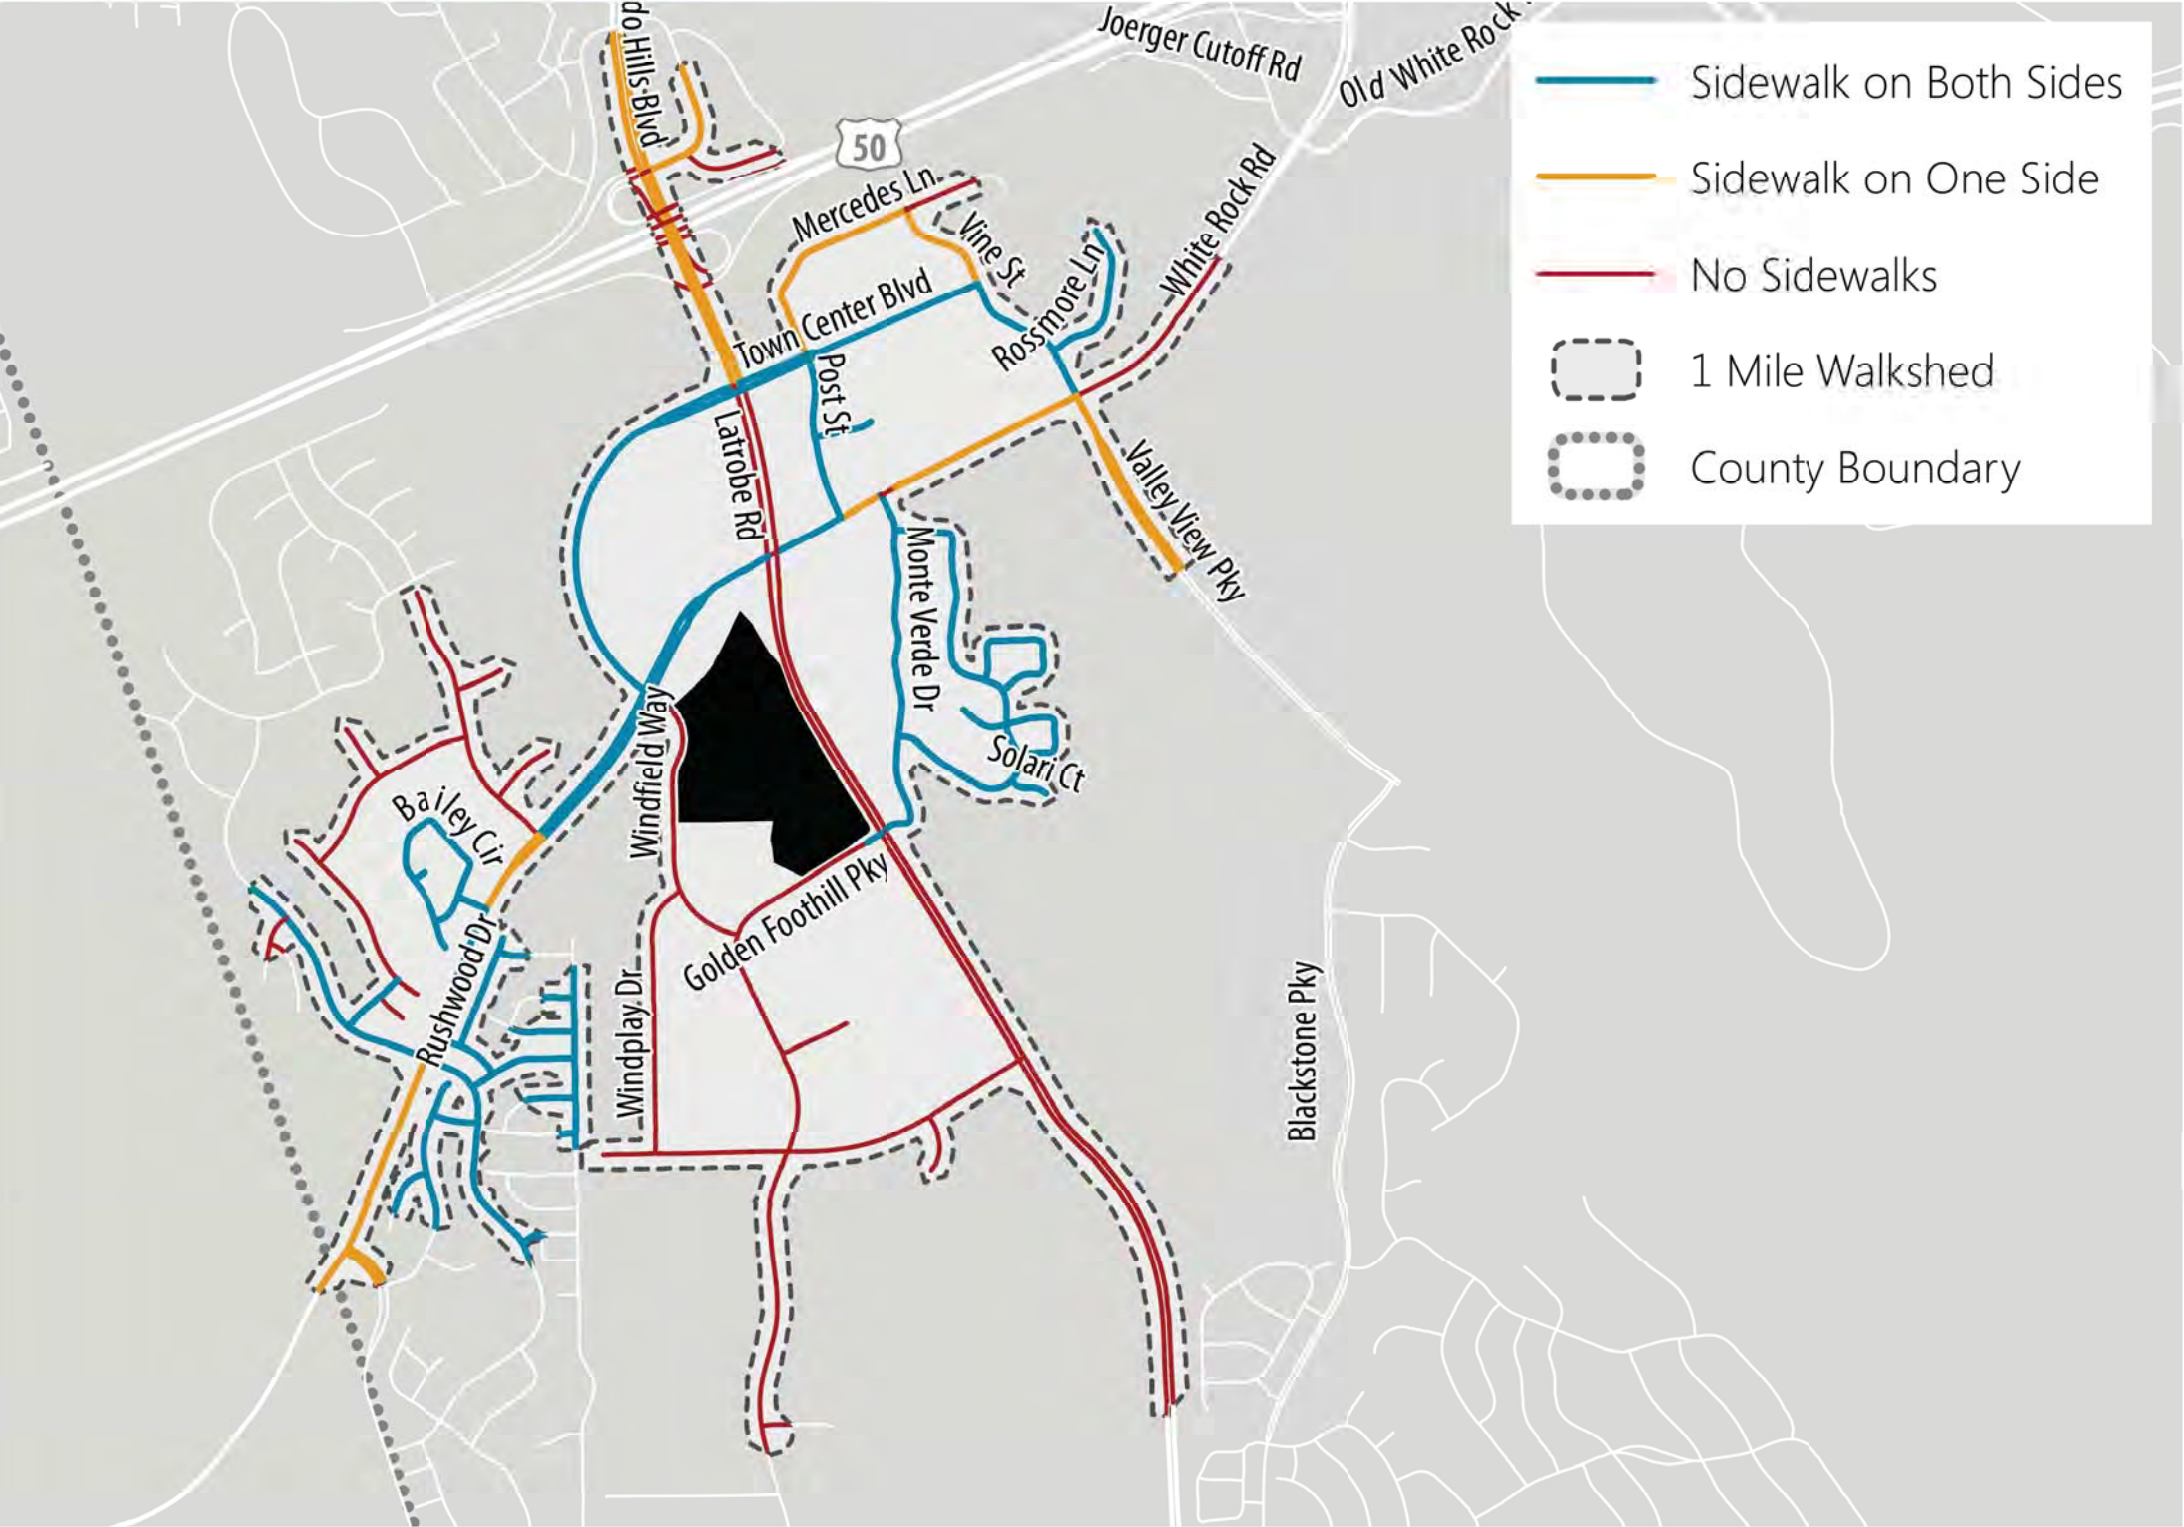 do Hills Blvd
Joerger Cutoff Rd
Old White Rock
50
Mercedes Ln
Vine St
White Rock Rd
Rossmore Ln
Town Center Blvd
Post St
Latrobe Rd
Valley View Pky
Monte Verde Dr
Solari Ct
Windfield Way
Bailey Cir
Golden Foothill Pky
Rushwood Dr
Windplay Dr
Blackstone Pky
Sidewalk on Both Sides
Sidewalk on One Side
No Sidewalks
1 Mile Walkshed
County Boundary